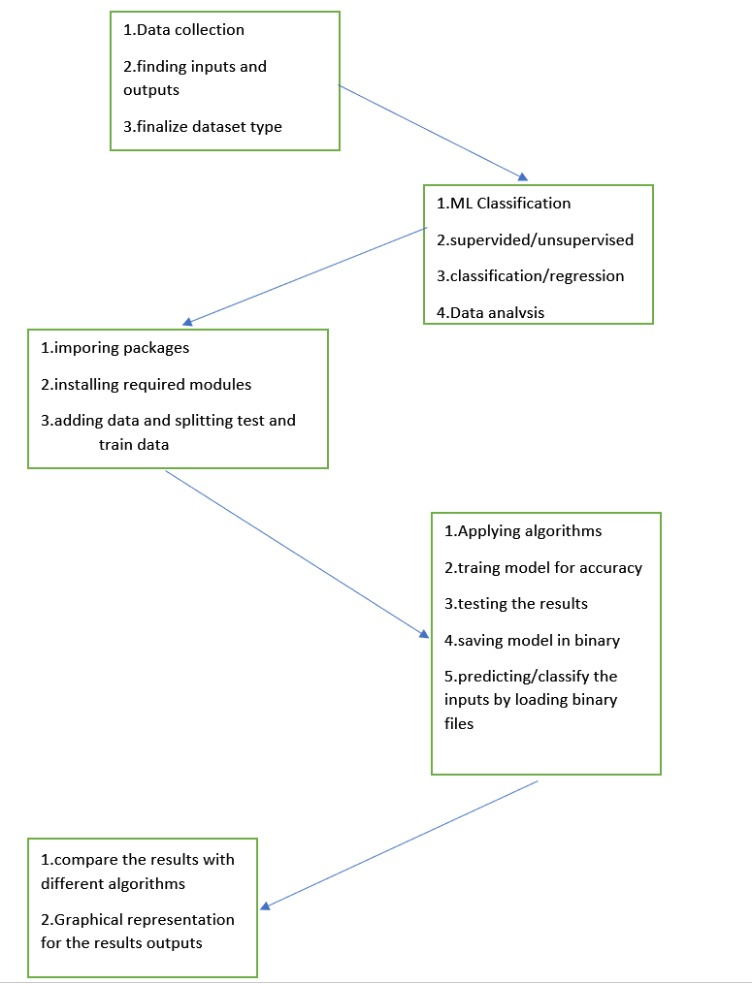 1.Data collection
2.finding inputs and
outputs
3.finalize dataset type
1.ML Classification
2.supervided/unsupervised
3.classification/regression
4.Data analysis
1.imporing packages
2.installing required modules
3.adding data and splitting test and
train data
1.Applying algorithms
2.traing model for accuracy
3.testing the results
4.saving model in binary
5.predicting/classify the
inputs by loading binary
files
1.compare the results with
different algorithms
2.Graphical representation
for the results outputs